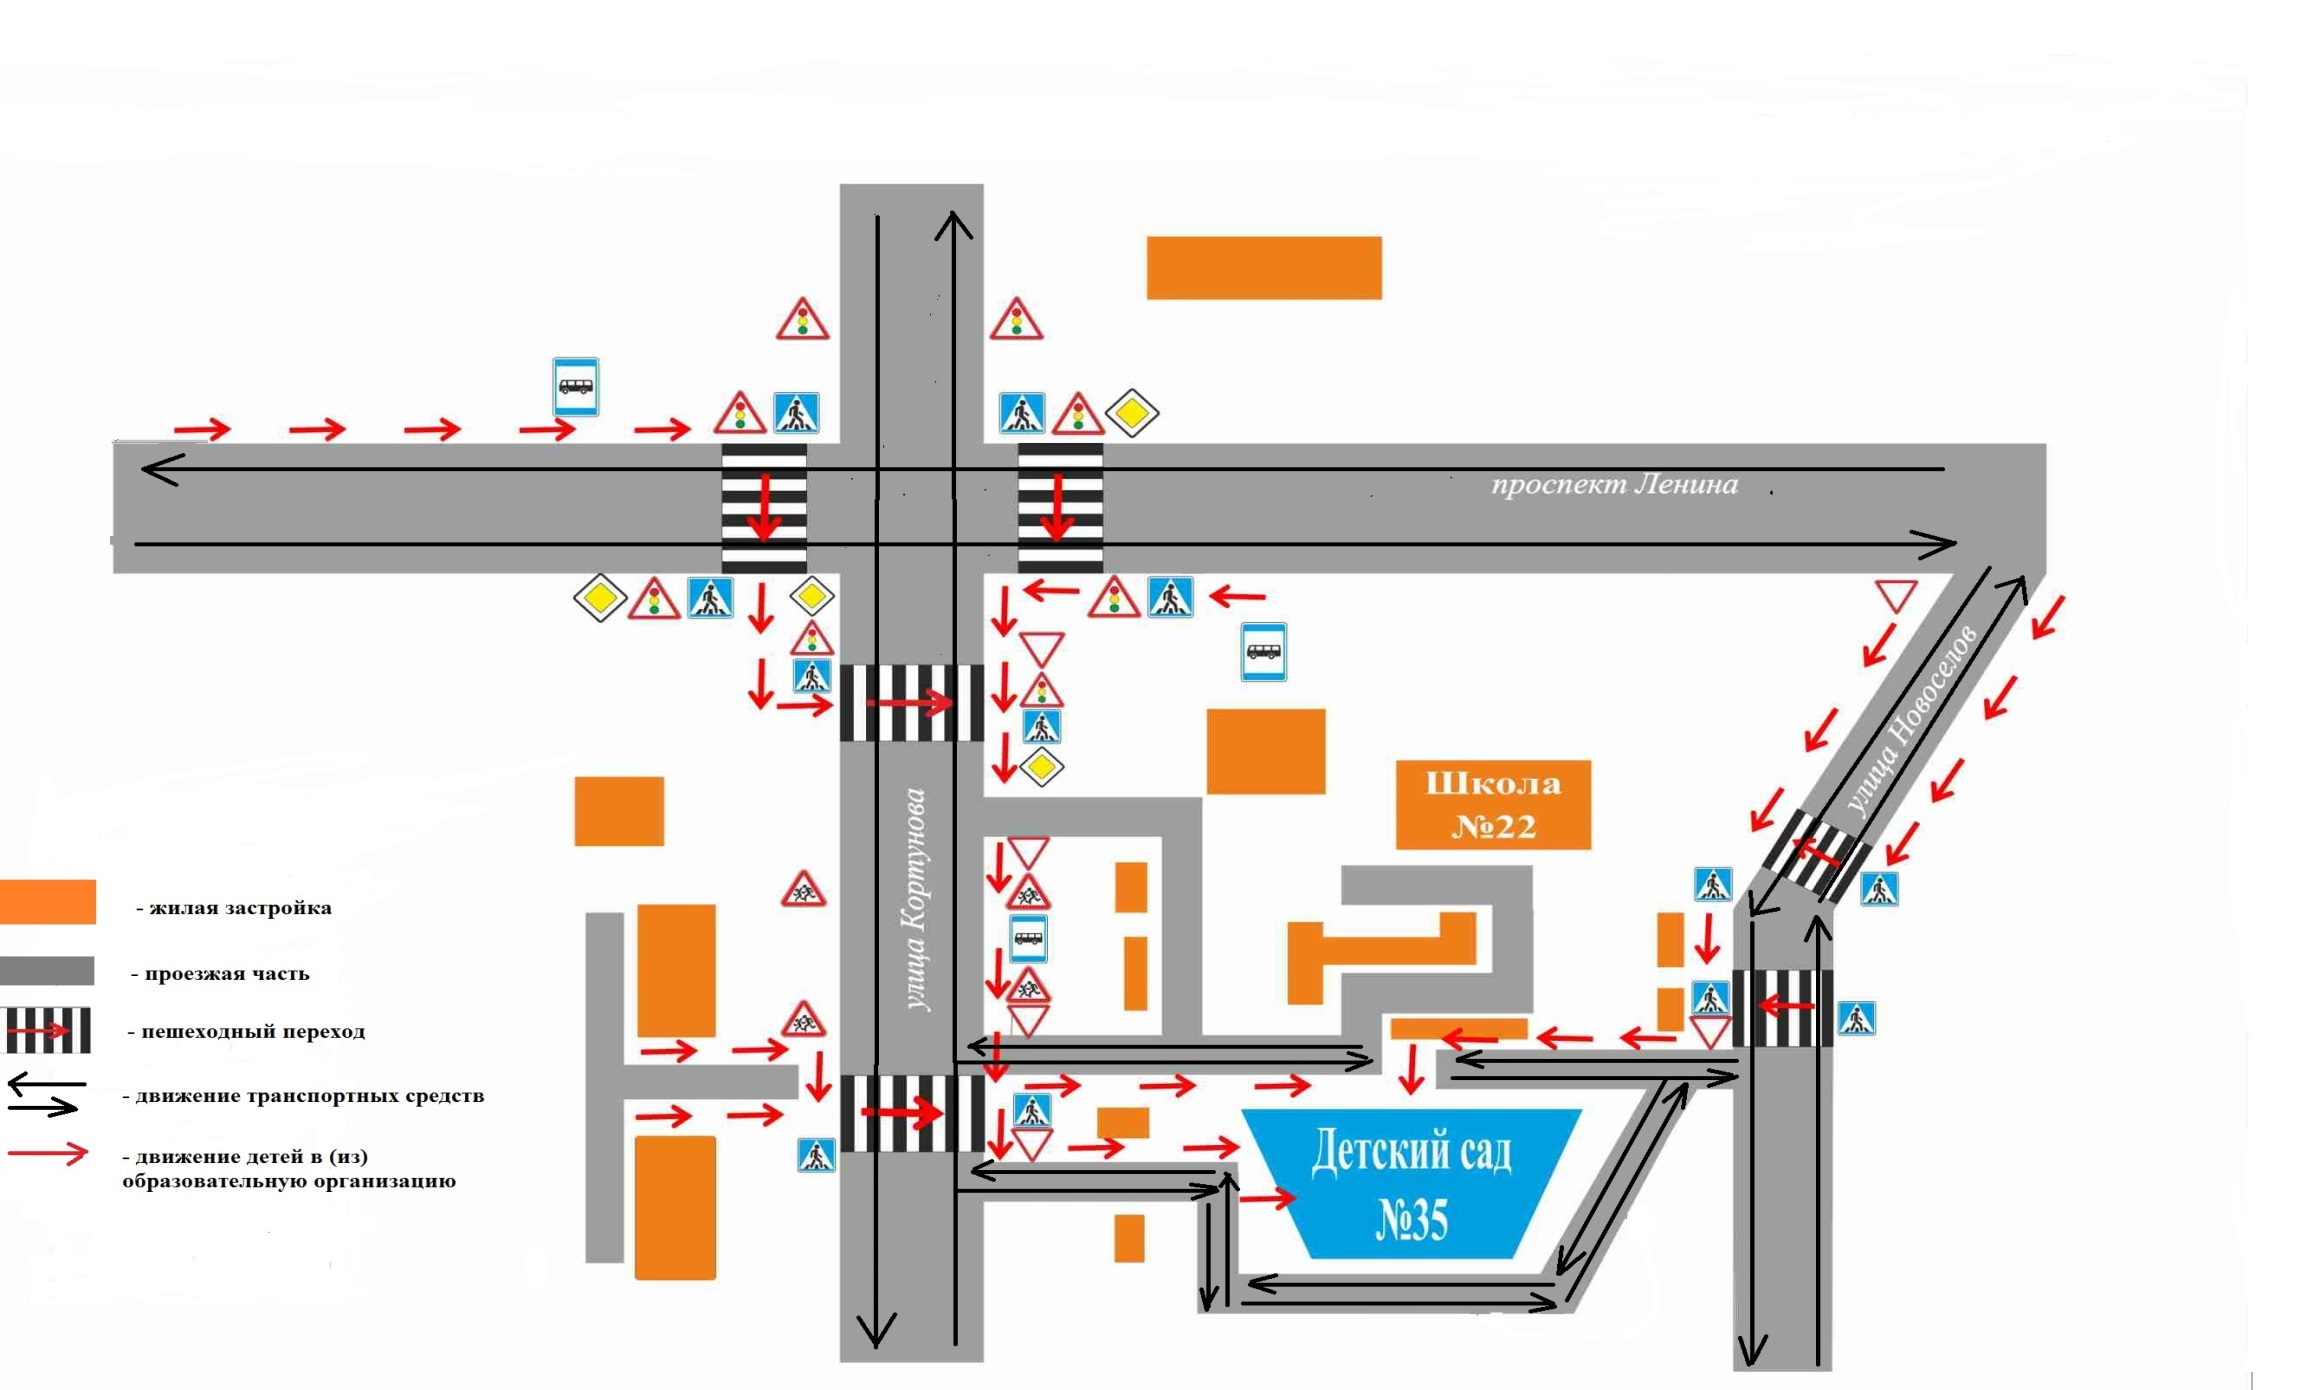 проспект Ленина
улица Новоселов
Школа
№22
улица Кортунова
- жилая застройка
- проезжая часть
- пешеходный переход
- движение транспортных средств
- движение детей в (из)
образовательную организацию
Детский сад
№35